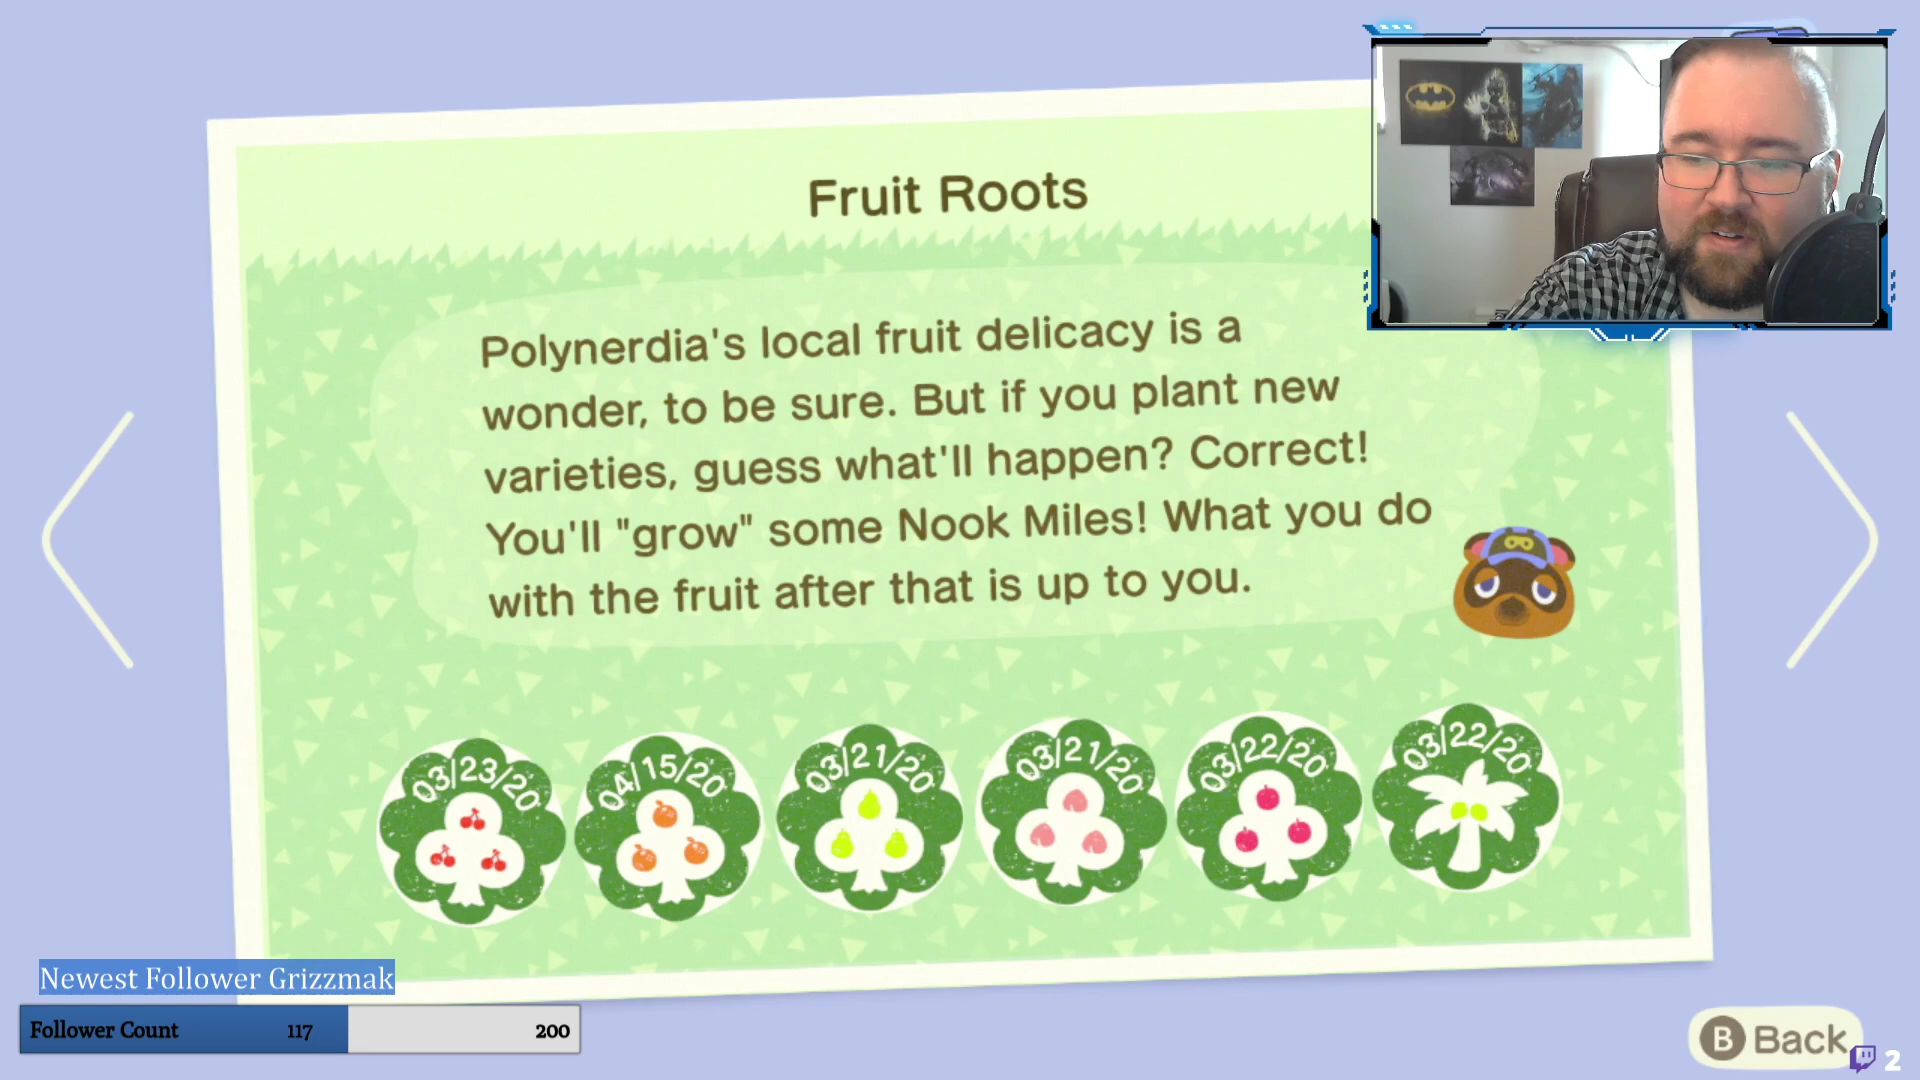 Fruit Roots
Polynerdia's local fruit delicacy is a
wonder, to be sure. But if you plant new
varieties, guess what'll happen? Correct!
You'll "grow" some Nook Miles! What you do
with the fruit after that is up to you.
03/23/20
04/15/20
03/21/20
03/21/20
03/22/20
03/22/20
Newest Follower Grizzmak
Follower Count 117 200
B Back
2